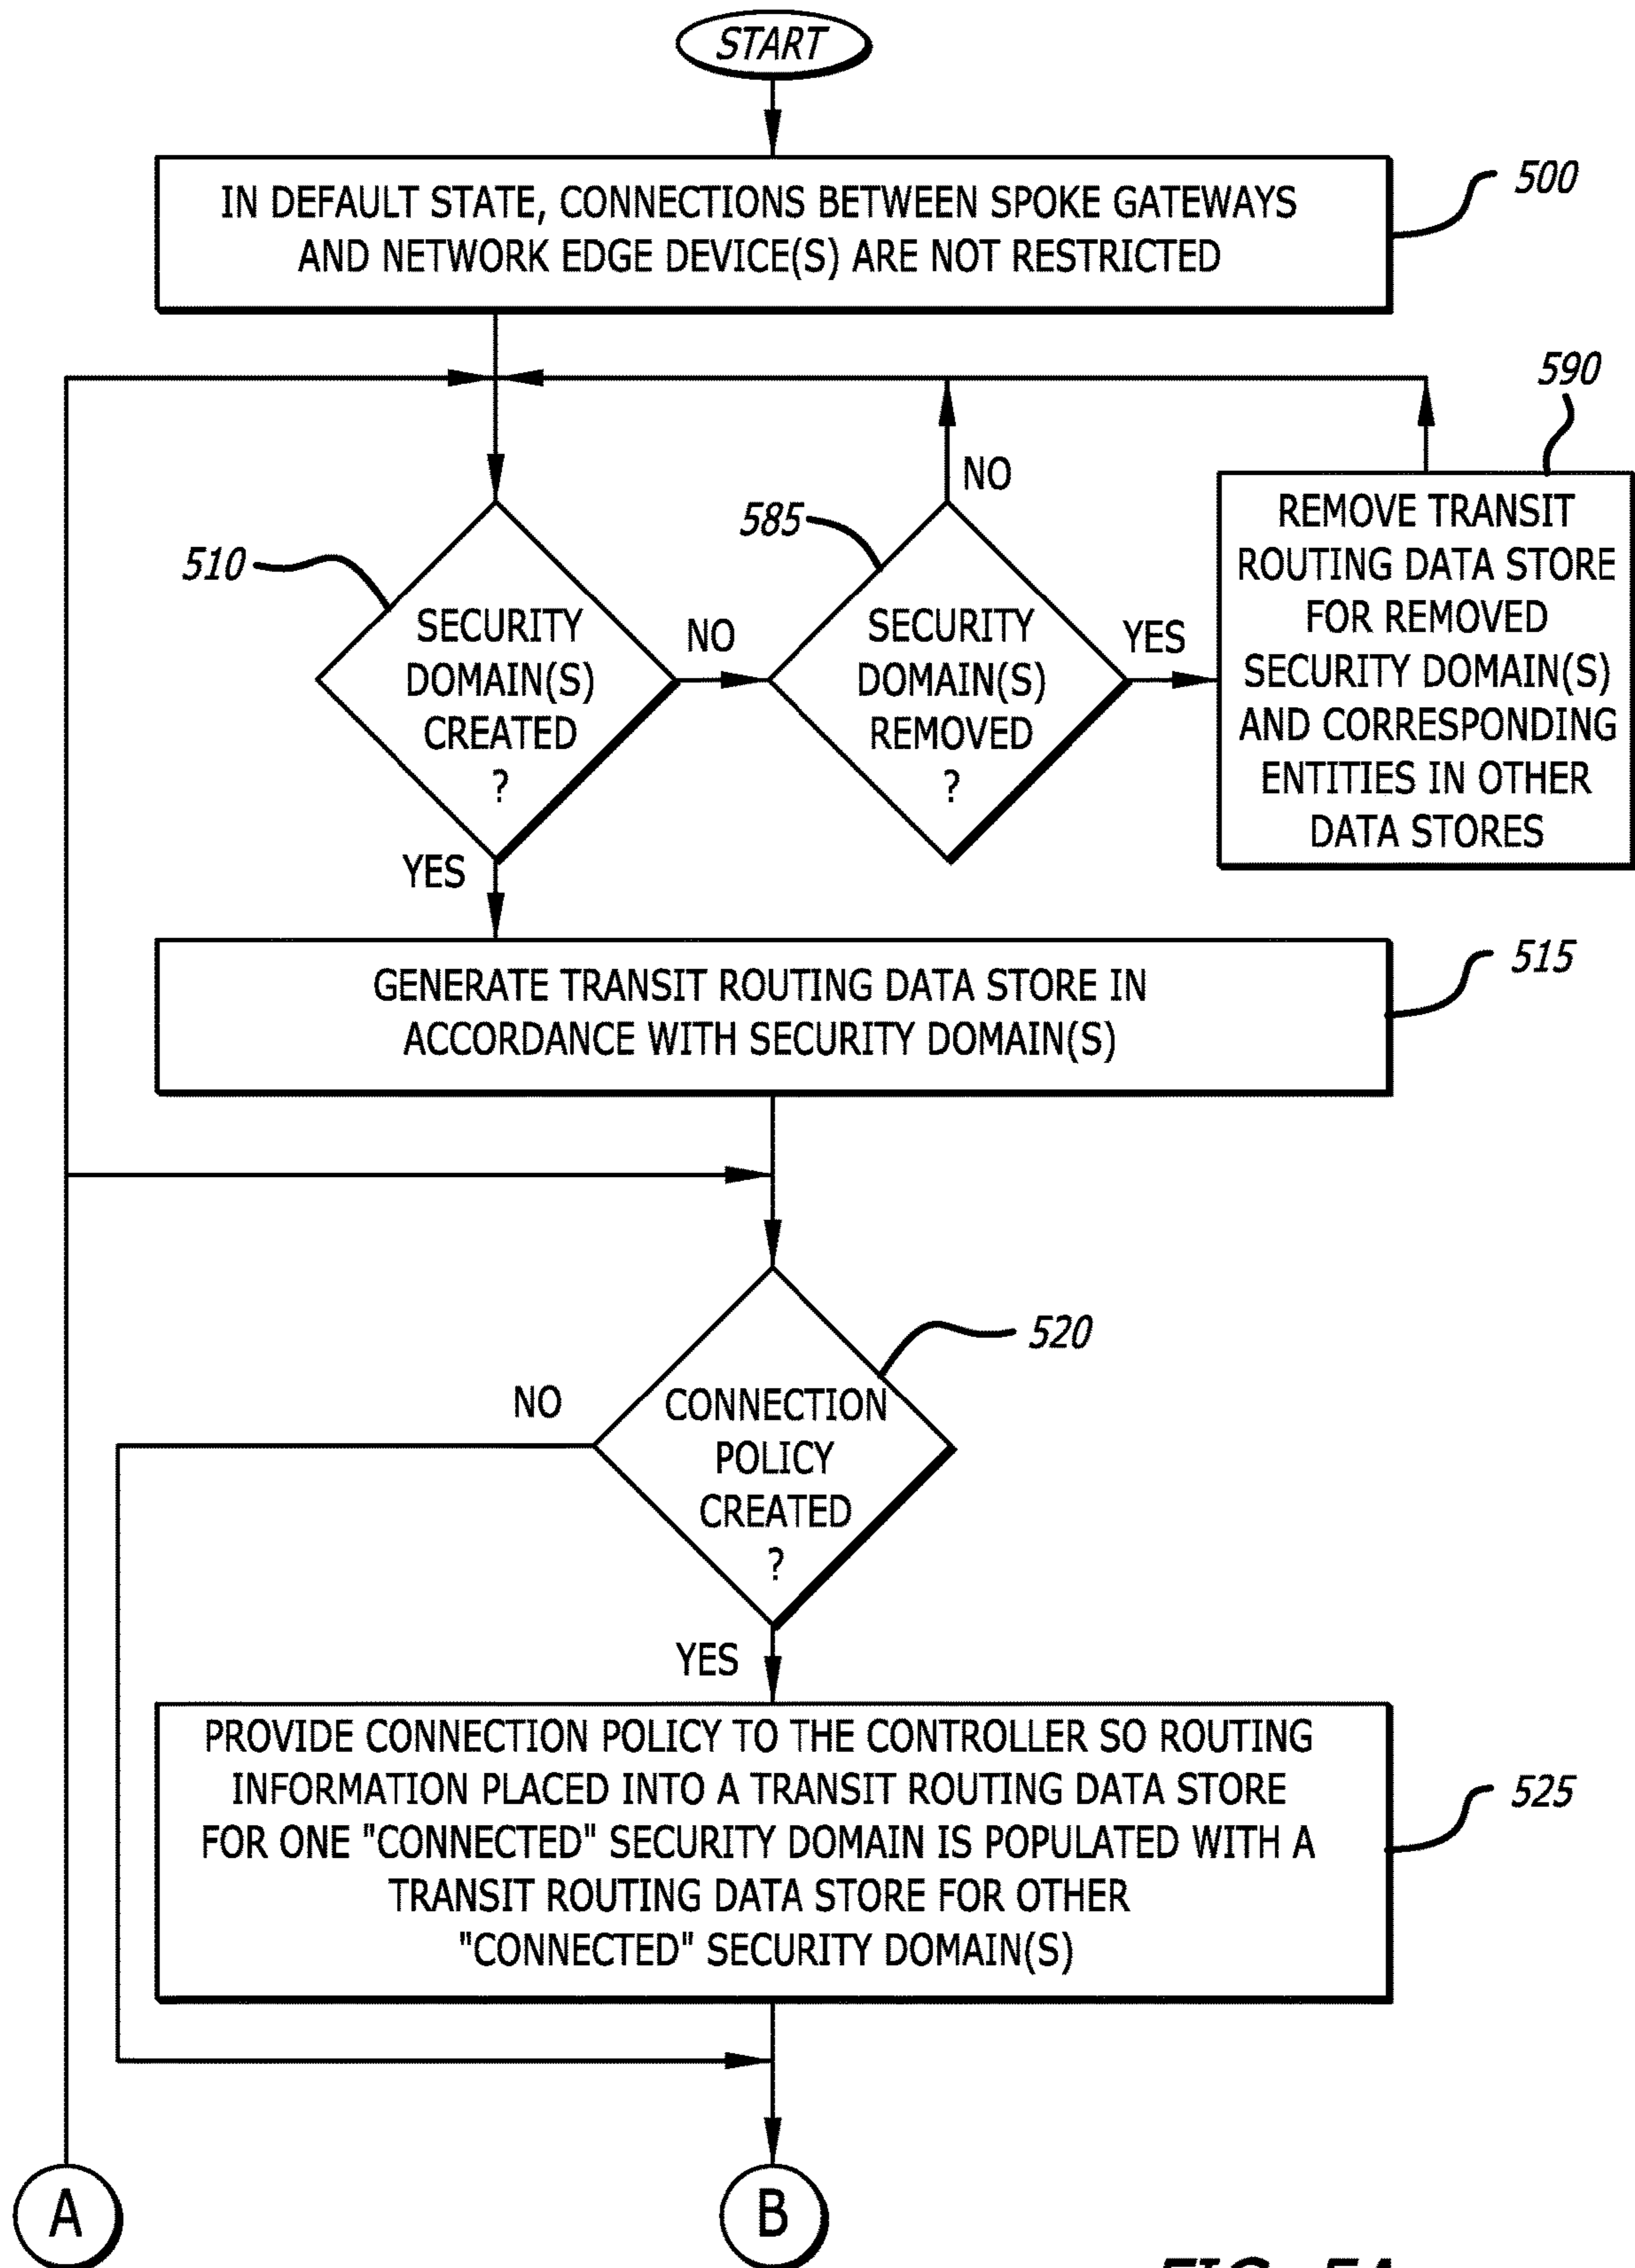 START
IN DEFAULT STATE, CONNECTIONS BETWEEN SPOKE GATEWAYS
AND NETWORK EDGE DEVICE(S) ARE NOT RESTRICTED
500
590
NO
585
510
SECURITY
DOMAIN(S)
CREATED
?
NO
SECURITY
DOMAIN(S)
REMOVED
?
YES
REMOVE TRANSIT
ROUTING DATA STORE
FOR REMOVED
SECURITY DOMAIN(S)
AND CORRESPONDING
ENTITIES IN OTHER
DATA STORES
YES
GENERATE TRANSIT ROUTING DATA STORE IN
ACCORDANCE WITH SECURITY DOMAIN(S)
515
520
NO
CONNECTION
POLICY
CREATED
?
YES
PROVIDE CONNECTION POLICY TO THE CONTROLLER SO ROUTING
INFORMATION PLACED INTO A TRANSIT ROUTING DATA STORE
FOR ONE "CONNECTED" SECURITY DOMAIN IS POPULATED WITH A
TRANSIT ROUTING DATA STORE FOR OTHER
"CONNECTED" SECURITY DOMAIN(S)
525
A
B